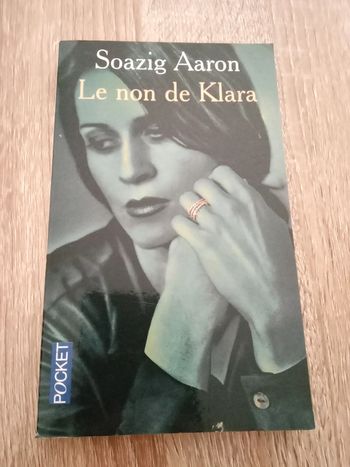 Soazig Aaron
Le non de Klara
POCKET